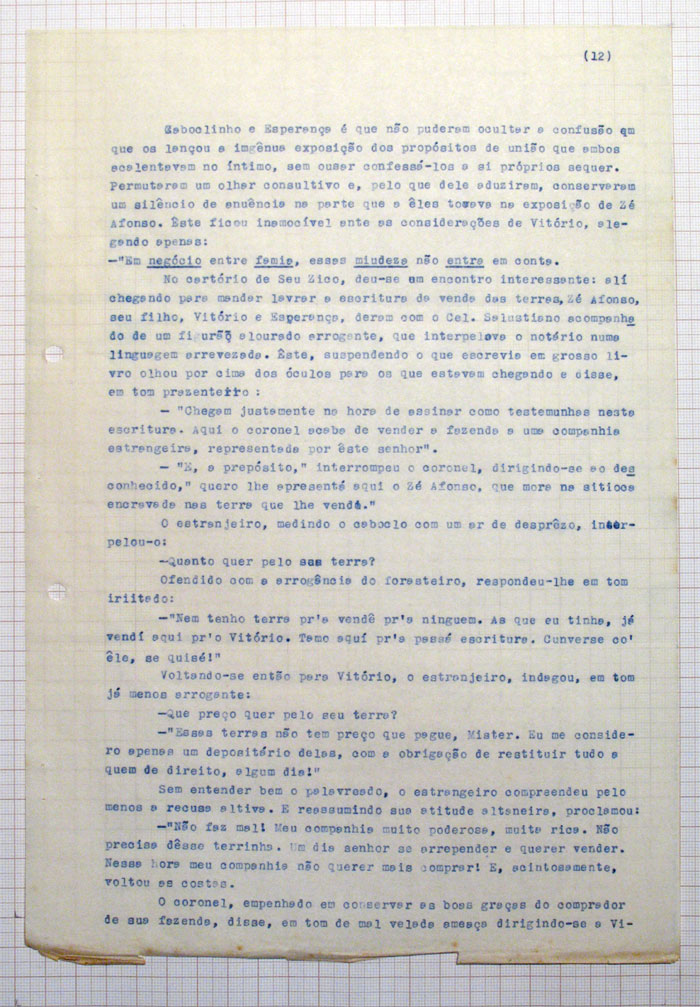 (12)
Caboclinho e Esperança é que não puderam ocultar a confusão em
que os lançou a imgênua exposição dos propósitos de união que ambos
acalentavam no íntimo, sem ousar confessá-los a si próprios sequer.
Permutaram um olhar consultivo e, pelo que dele aduziram, conservaram
um silêncio de anuência na parte que a êles tovava na exposição de Zé
Afonso. Êste ficou inamocível ante as considerações de Vitório, ale-
gando apenas:
—"Em negócio entre famia, essas miudeza não entra em conta.
No cartório de Seu Zico, deu-se um encontro interessante: alí
chegando para mandar lavrar a escritura da venda das terras, Zé Afonso,
seu filho, Vitório e Esperança, deram com o Cel. Salustiano acompanha
do de um figurão alourado arrogante, que interpelava o notário numa
linguagem arrevezada. Êste, suspendendo o que escrevia em grosso li-
vro olhou por cima dos óculos para os que estavam chegando e disse,
em tom prazenteiro :
— "Chegam justamente na hora de assinar como testemunhas nesta
escritura. Aqui o coronel acaba de vender a fazenda a uma companhia
estrangeira, representada por êste senhor".
— "E, a prepósito," interrompeu o coronel, dirigindo-se ao des
conhecido," quero lhe apresentá aqui o Zé Afonso, que mora na sitioca
encravada nas terra que lhe vendí."
O estranjeiro, medindo o caboclo com um ar de desprêzo, inter-
pelou-o:
—Quanto quer pelo sua terra?
Ofendido com a arrogância do forasteiro, respondeu-lhe em tom
iriitado:
—"Nem tenho terra pr'a vendê pr'a ninguem. As que eu tinha, já
vendí aqui pr'o Vitório. Tamo aquí pr'a passá escritura. Cunverse co'
êle, se quisé!"
Voltando-se então para Vitório, o estranjeiro, indagou, em tom
já menos arrogante:
—Que preço quer pelo seu terra?
—"Essas terras não tem preço que pague, Mister. Eu me conside-
ro apenas um depositário delas, com a obrigação de restituir tudo a
quem de direito, algum dia!"
Sem entender bem o palavreado, o estrangeiro compreendeu pelo
menos a recusa altiva. E reassumindo sua atitude altaneira, proclamou:
—"Não faz mal! Meu companhia muito poderosa, muita rica. Não
precisa dêsse terrinha. Um dia senhor se arrepender e querer vender.
Nessa hora meu companhia não querer mais comprar! E, acintosamente,
voltou as costas.
O coronel, empenhado em conservar as boas graças do comprador
de sua fazenda, disse, em tom de mal velada ameaça dirigindo-se a Vi-